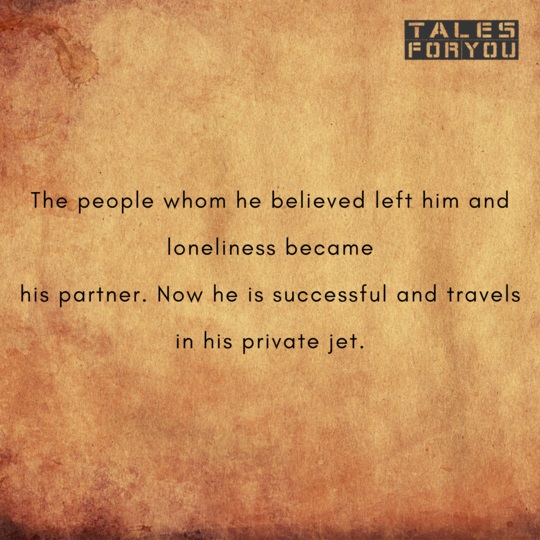 TALES
FORYOU
The people whom he believed left him and
loneliness became
his partner. Now he is successful and travels
in his private jet.